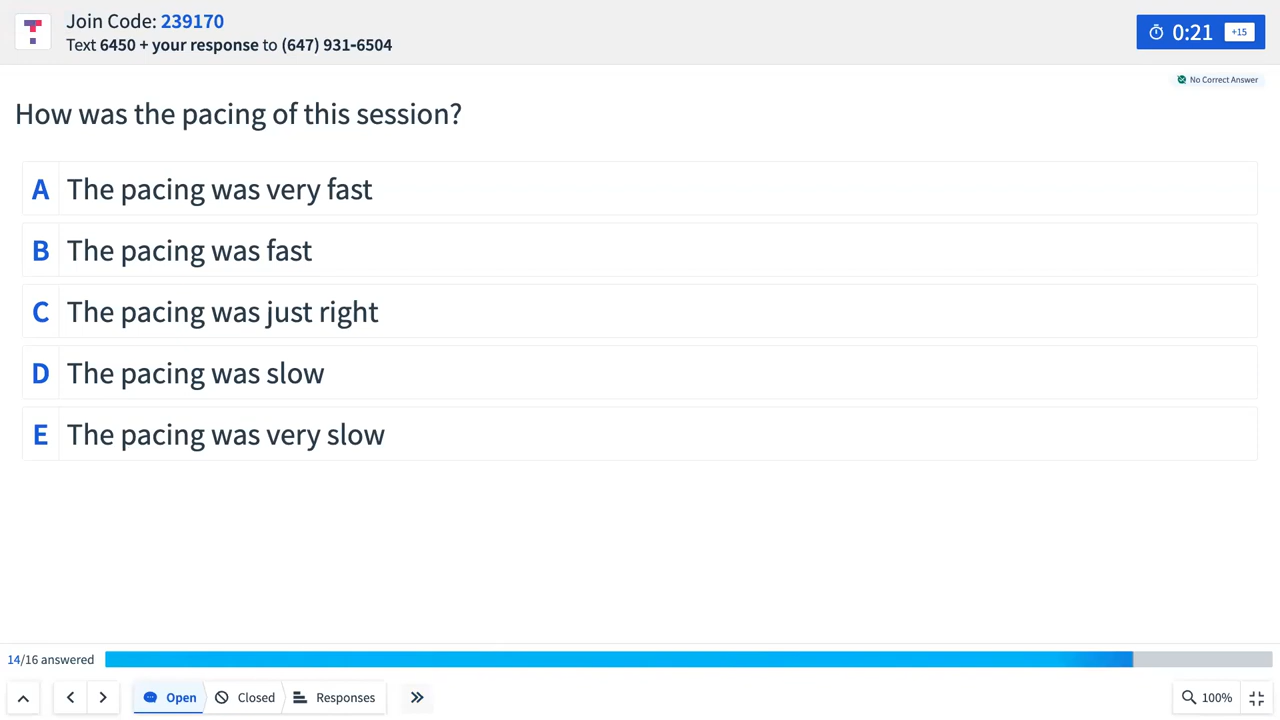 Join Code: 239170
Text 6450 + your response to (647) 931-6504
0:21 +15
No Correct Answer
How was the pacing of this session?
A The pacing was very fast
B The pacing was fast
C The pacing was just right
D The pacing was slow
E The pacing was very slow
14/16 answered
Open Closed Responses 100%